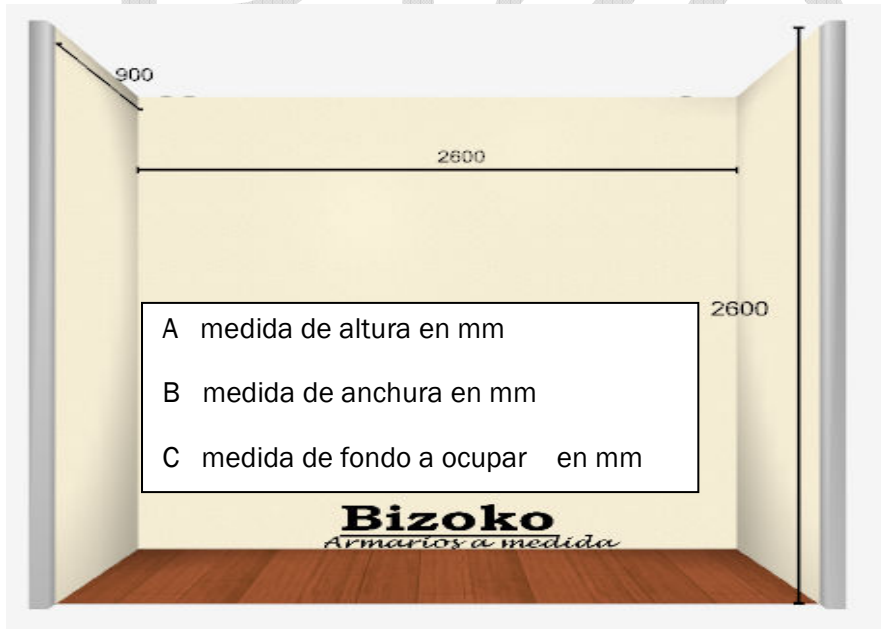 900
2600
2600
A medida de altura en mm
B medida de anchura en mm
C medida de fondo a ocupar en mm
Bizoko
Armarios a medida